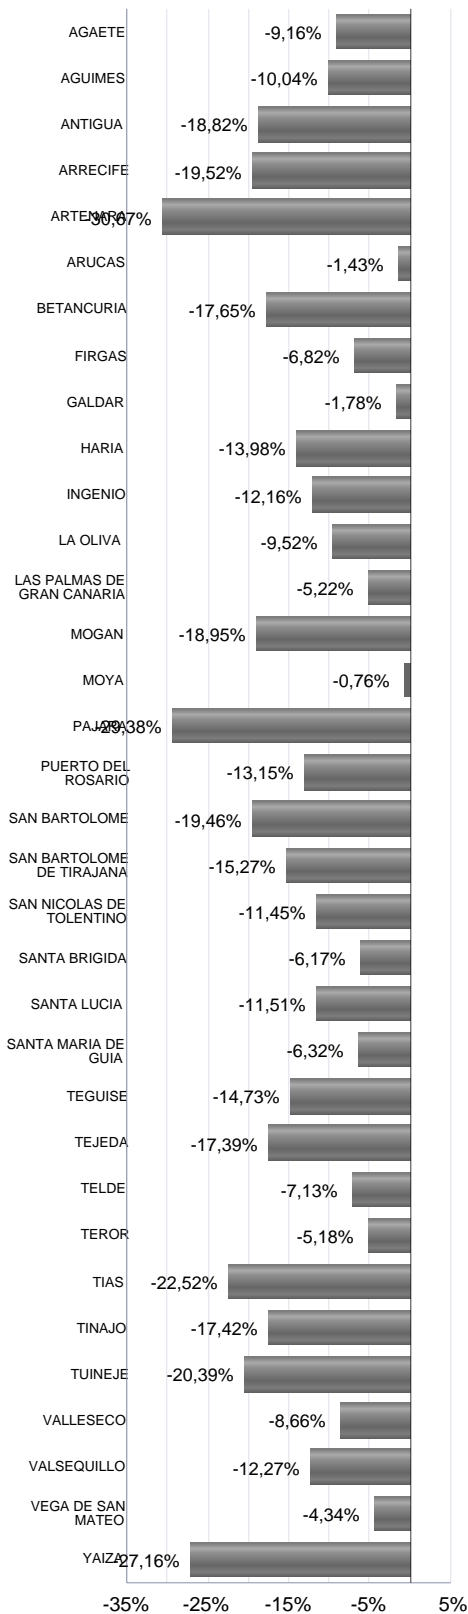 AGAETE -9,16%
AGUIMES -10,04%
ANTIGUA -18,82%
ARRECIFE -19,52%
ARTENARA -30,67%
ARUCAS -1,43%
BETANCURIA -17,65%
FIRGAS -6,82%
GALDAR -1,78%
HARIA -13,98%
INGENIO -12,16%
LA OLIVA -9,52%
LAS PALMAS DE
GRAN CANARIA -5,22%
MOGAN -18,95%
MOYA -0,76%
PAJARA -29,38%
PUERTO DEL
ROSARIO -13,15%
SAN BARTOLOME -19,46%
SAN BARTOLOME
DE TIRAJANA -15,27%
SAN NICOLAS DE
TOLENTINO -11,45%
SANTA BRIGIDA -6,17%
SANTA LUCIA -11,51%
SANTA MARIA DE
GUIA -6,32%
TEGUISE -14,73%
TEJEDA -17,39%
TELDE -7,13%
TEROR -5,18%
TIAS -22,52%
TINAJO -17,42%
TUINEJE -20,39%
VALLESECO -8,66%
VALSEQUILLO -12,27%
VEGA DE SAN
MATEO -4,34%
YAIZA -27,16%
-35% -25% -15% -5% 5%